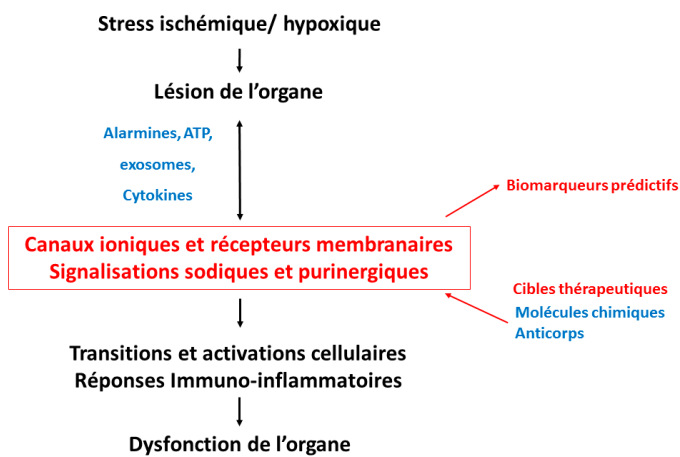 Stress ischémique/ hypoxique
Lésion de l’organe
Alarmines, ATP,
exosomes,
Cytokines
Biomarqueurs prédictifs
Canaux ioniques et récepteurs membranaires
Signalisations sodiques et purinergiques
Cibles thérapeutiques
Molécules chimiques
Anticorps
Transitions et activations cellulaires
Réponses Immuno-inflammatoires
Dysfonction de l’organe